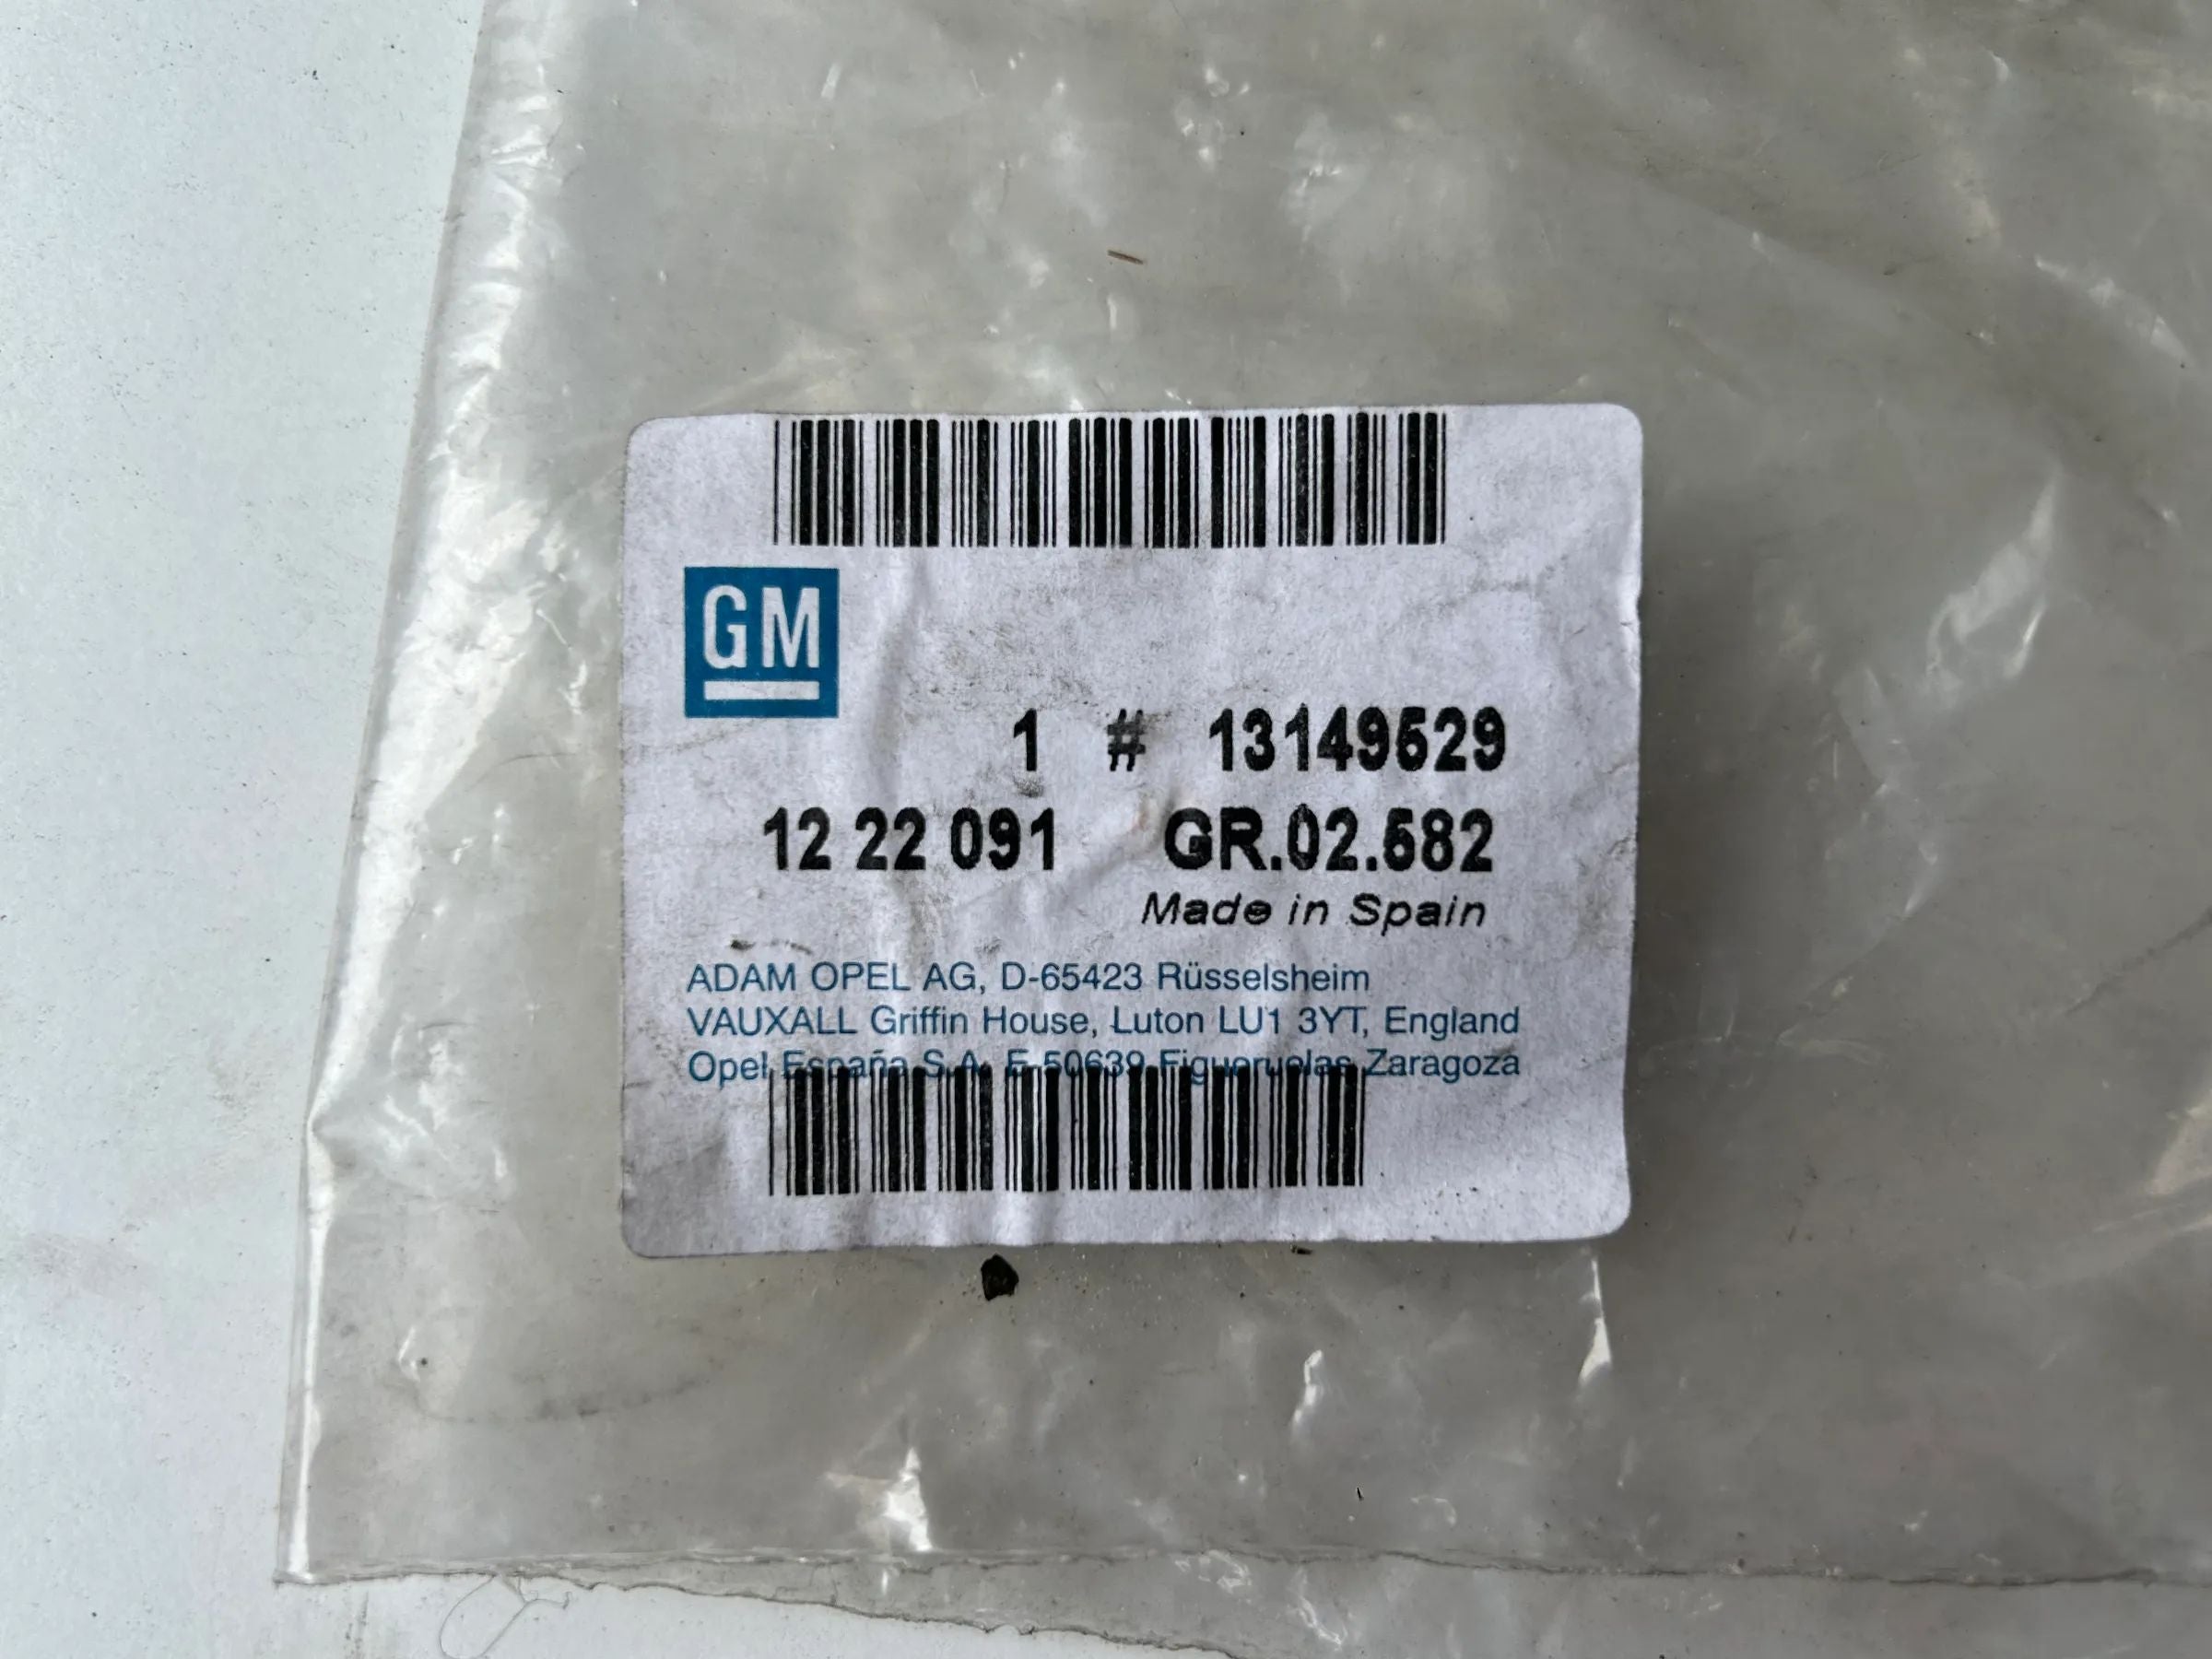 GM
1 # 13149529
12 22 091 GR.02.582
Made in Spain
ADAM OPEL AG, D-65423 Rüsselsheim
VAUXALL Griffin House, Luton LU1 3YT, England
Opel España S.A. E-50639 Figueruelas Zaragoza